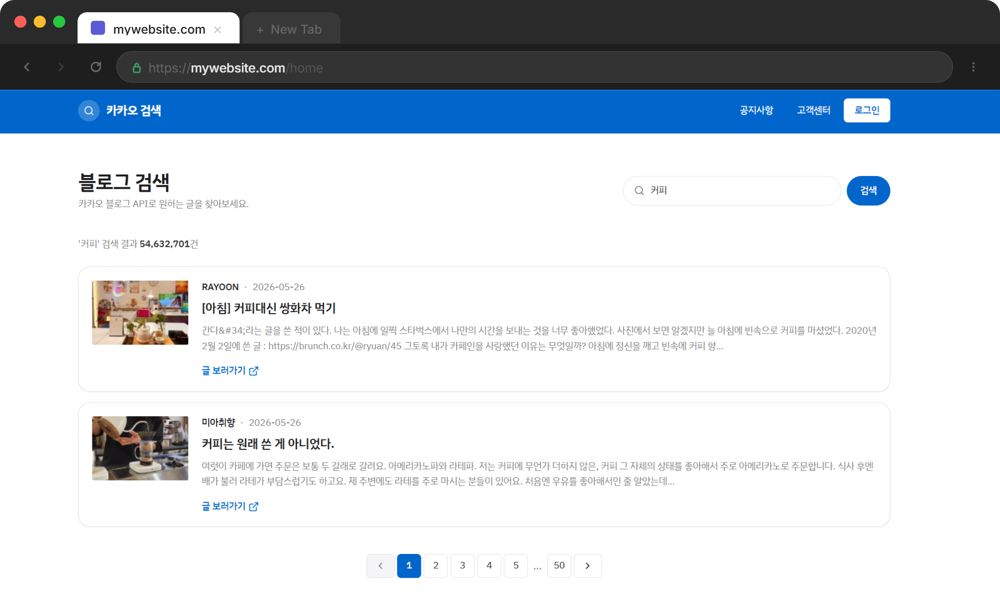 mywebsite.com
+ New Tab
https://mywebsite.com/home
카카오 검색
공지사항
고객센터
로그인
블로그 검색
카카오 블로그 API로 원하는 글을 찾아보세요.
커피
검색
'커피' 검색 결과 54,632,701건
RAYOON · 2026-05-26
[아침] 커피대신 쌍화차 먹기
간다&#34;라는 글을 쓴 적이 있다. 나는 아침에 일찍 스타벅스에서 나만의 시간을 보내는 것을 너무 좋아했었다. 사진에서 보면 알겠지만 늘 아침에 빈속으로 커피를 마셨었다. 2020년
2월 2일에 쓴 글 : https://brunch.co.kr/@ryuan/45 그토록 내가 카페인을 사랑했던 이유는 무엇일까? 아침에 정신을 깨고 빈속에 커피 향...
글 보러가기
미아취향 · 2026-05-26
커피는 원래 쓴 게 아니었다.
여럿이 카페에 가면 주문은 보통 두 갈래로 갈려요. 아메리카노파와 라테파. 저는 커피에 무언가 더하지 않은, 커피 그 자체의 상태를 좋아해서 주로 아메리카노로 주문합니다. 식사 후엔
배가 불러 라테가 부담스럽기도 하고요. 제 주변에도 라테를 주로 마시는 분들이 있어요. 처음엔 우유를 좋아해서인 줄 알았는데...
글 보러가기
1 2 3 4 5 ... 50